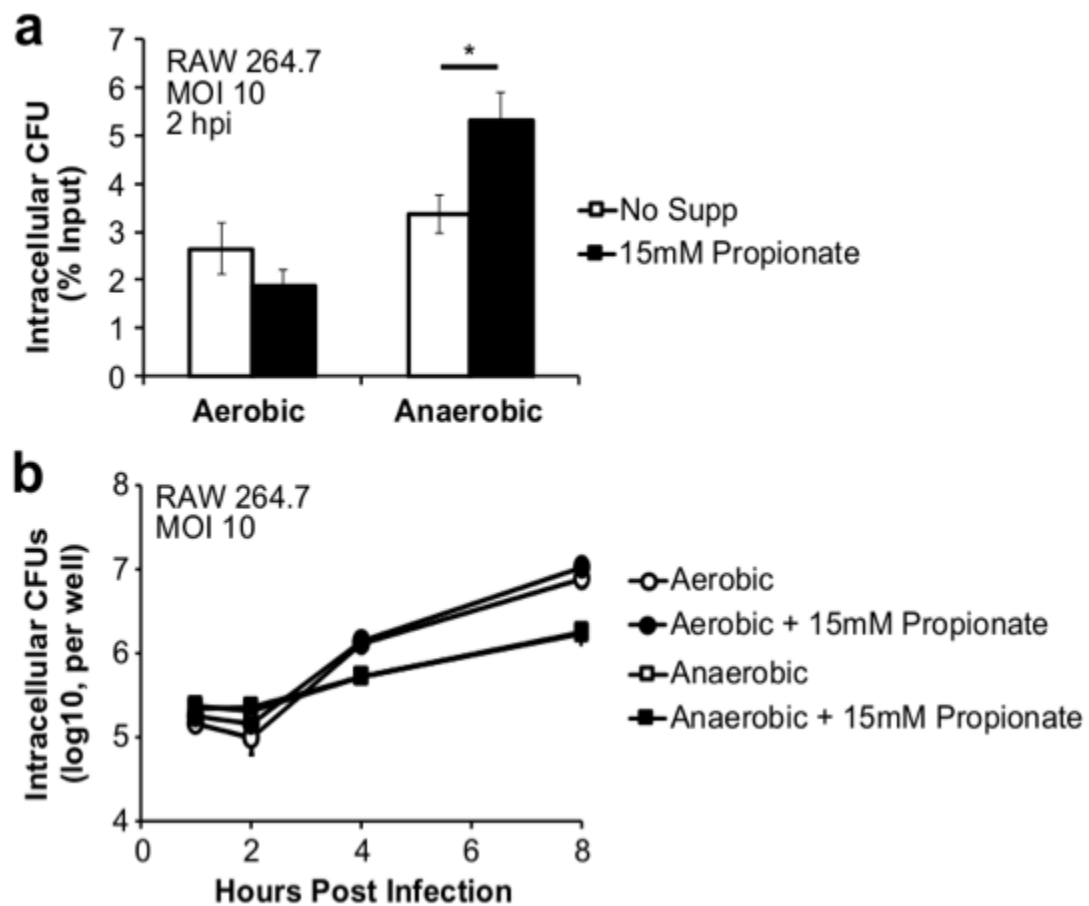 a
Intracellular CFU
(% Input)
7
6
5
4
3
2
1
0
RAW 264.7
MOI 10
2 hpi
*
Aerobic
Anaerobic
No Supp
15mM Propionate
b
Intracellular CFUs
(log10, per well)
8
7
6
5
4
RAW 264.7
MOI 10
0 2 4 6 8
Hours Post Infection
Aerobic
Aerobic + 15mM Propionate
Anaerobic
Anaerobic + 15mM Propionate